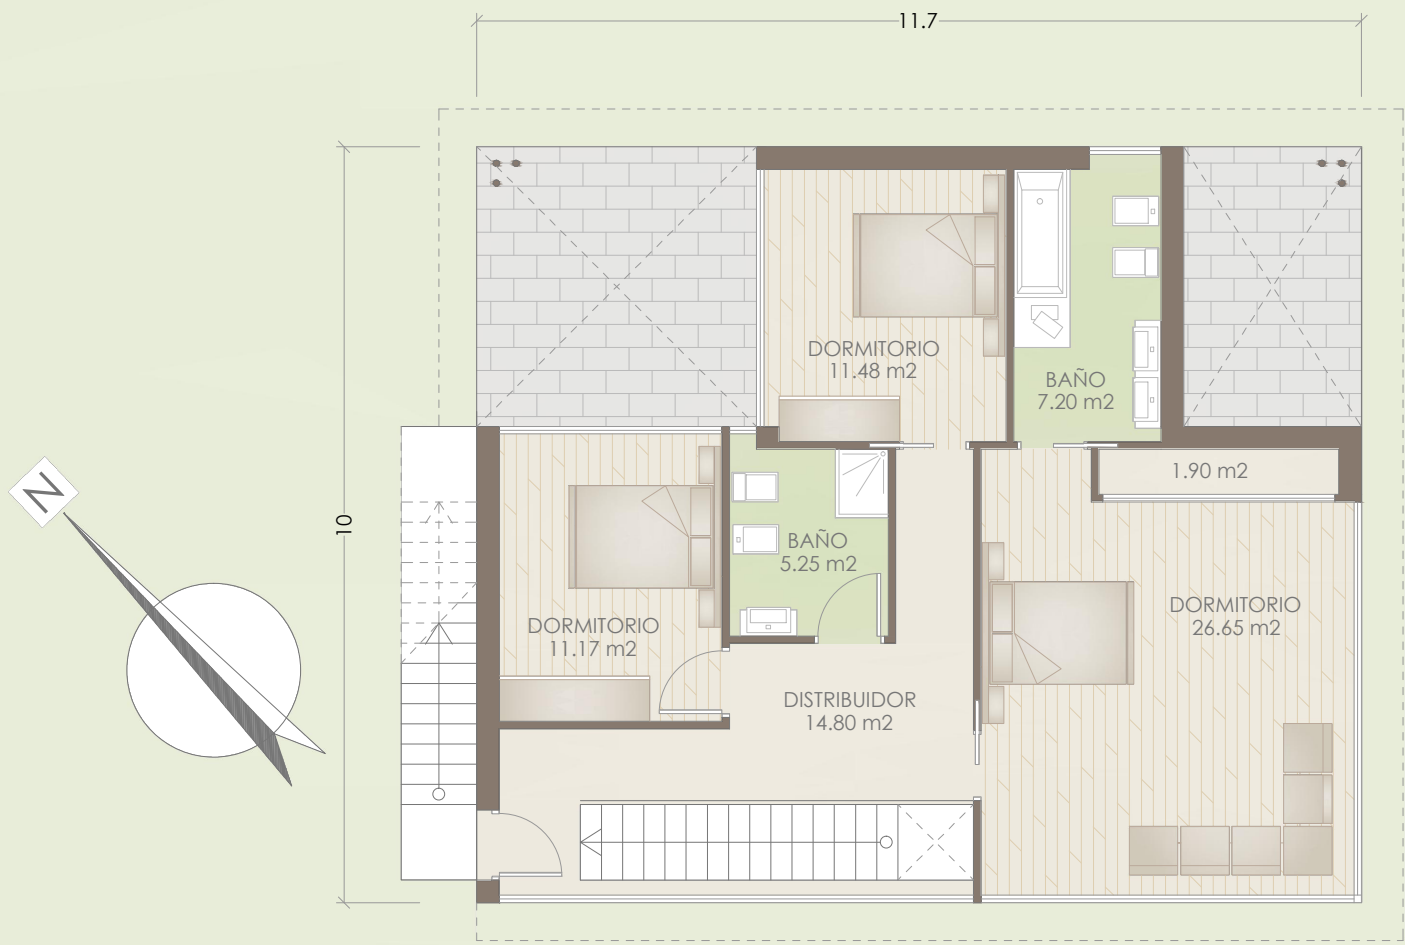 11.7
DORMITORIO
11.48 m2
BAÑO
7.20 m2
1.90 m2
N
10
BAÑO
5.25 m2
DORMITORIO
11.17 m2
DORMITORIO
26.65 m2
DISTRIBUIDOR
14.80 m2